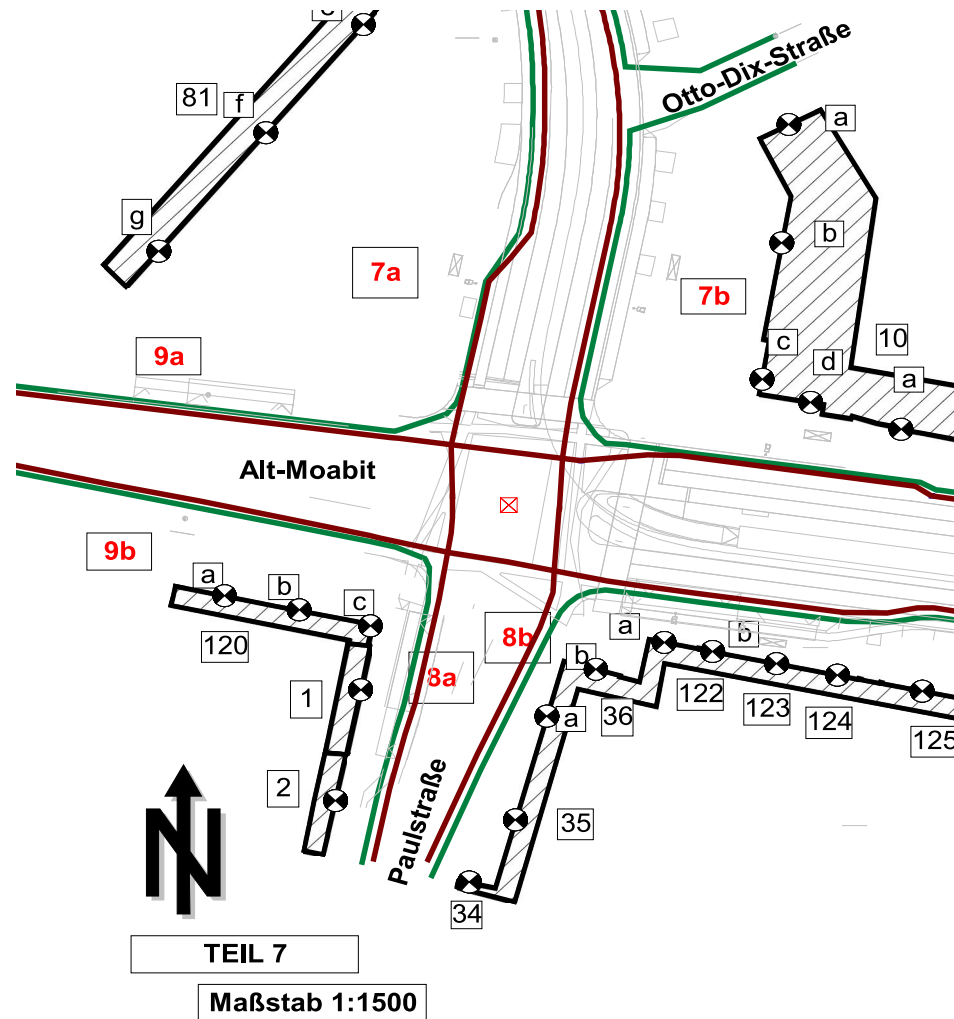 81
f
g
Otto-Dix-Straße
a
b
7a
7b
9a
c
d
10
a
Alt-Moabit
9b
a
b
c
120
8b
a
b
b
8a
1
122
36
123
a
124
125
2
35
Paulstraße
34
N
TEIL 7
Maßstab 1:1500